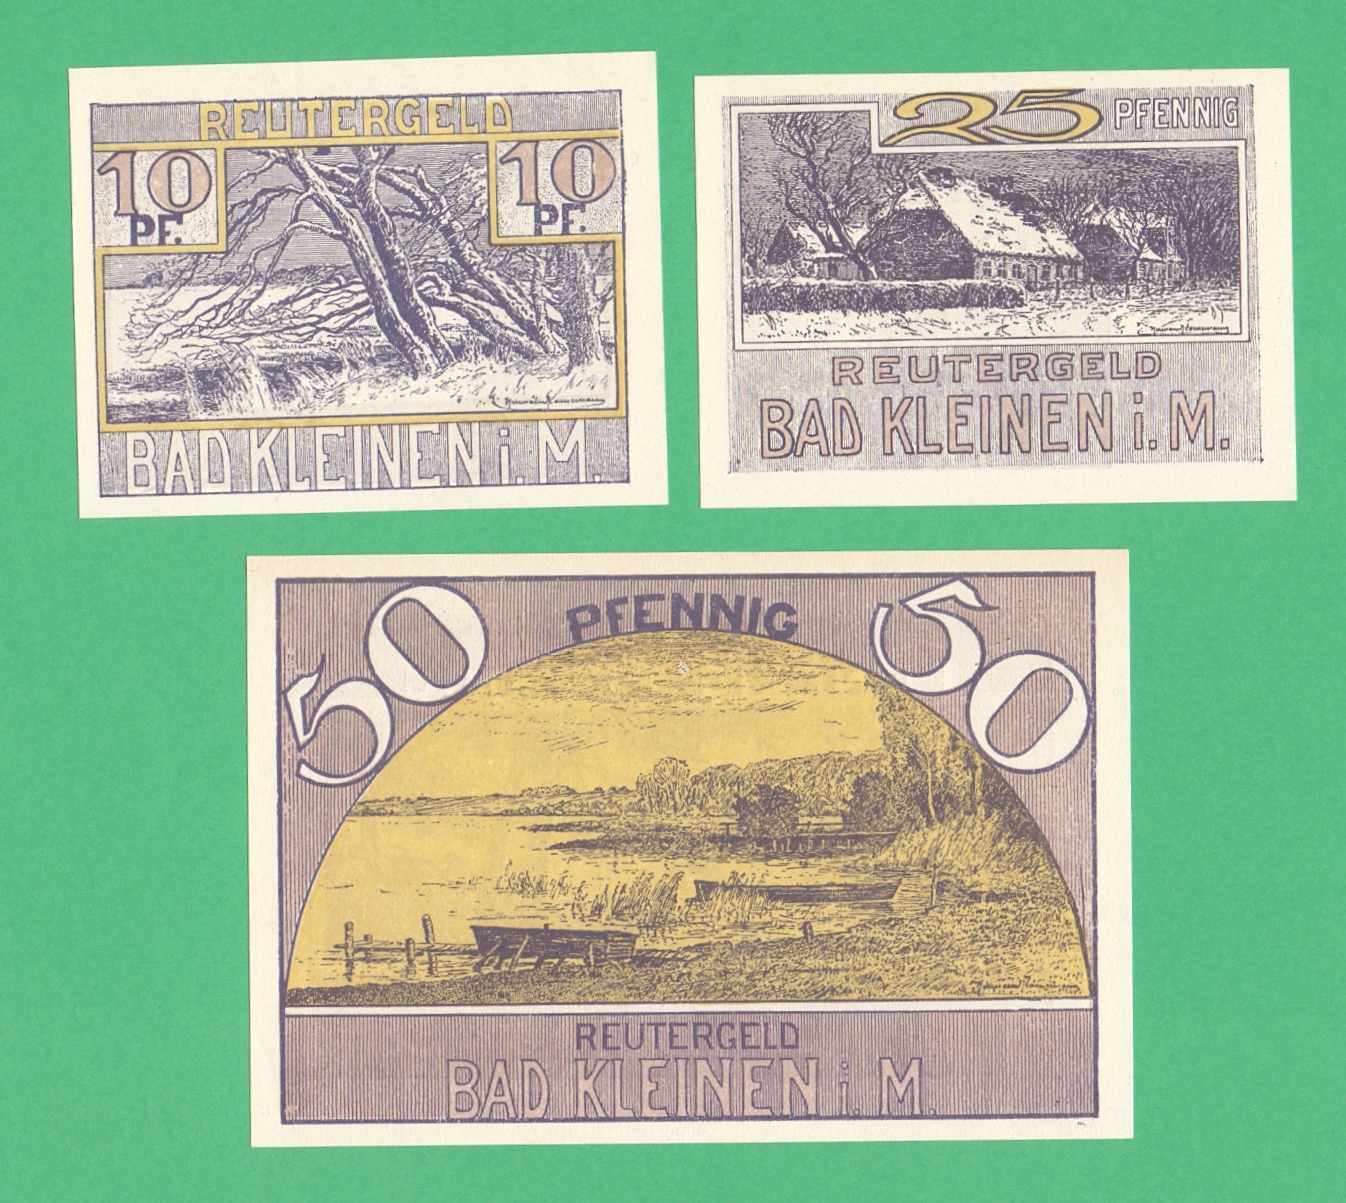 REUTERGELD
10 PF.
10 PF.
BAD KLEINEN i. M.
25 PFENNIG
REUTERGELD
BAD KLEINEN i. M.
50 PFENNIG 50
REUTERGELD
BAD KLEINEN i. M.